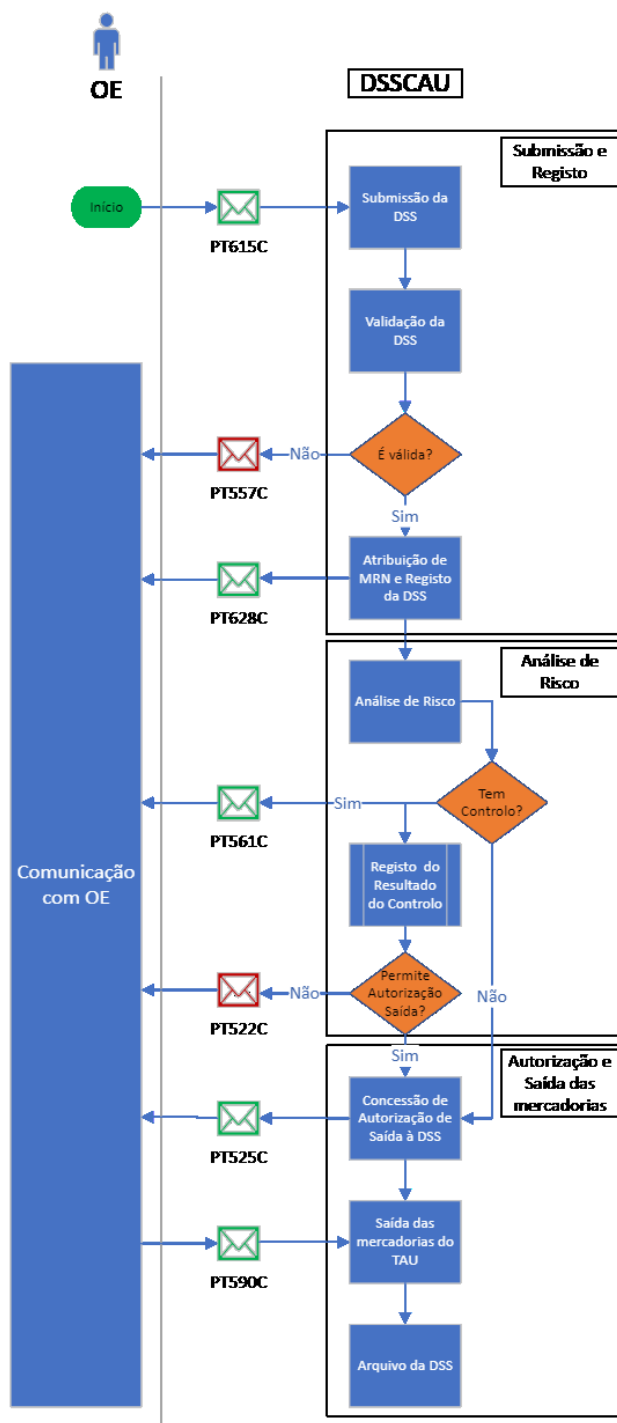 OE
DSSCAU
Submissão e
Registo
Início
PT615C
Submissão da
DSS
Validação da
DSS
É válida?
Não
PT557C
Sim
Atribuição de
MRN e Registo
da DSS
PT628C
Análise de
Risco
Análise de Risco
Tem
Controlo?
Sim
PT561C
Comunicação
com OE
Registo do
Resultado
do Controlo
Permite
Autorização
Saída?
Não
PT522C
Não
Sim
Autorização e
Saída das
mercadorias
Concessão de
Autorização de
Saída à DSS
PT525C
Saída das
mercadorias do
TAU
PT590C
Arquivo da DSS